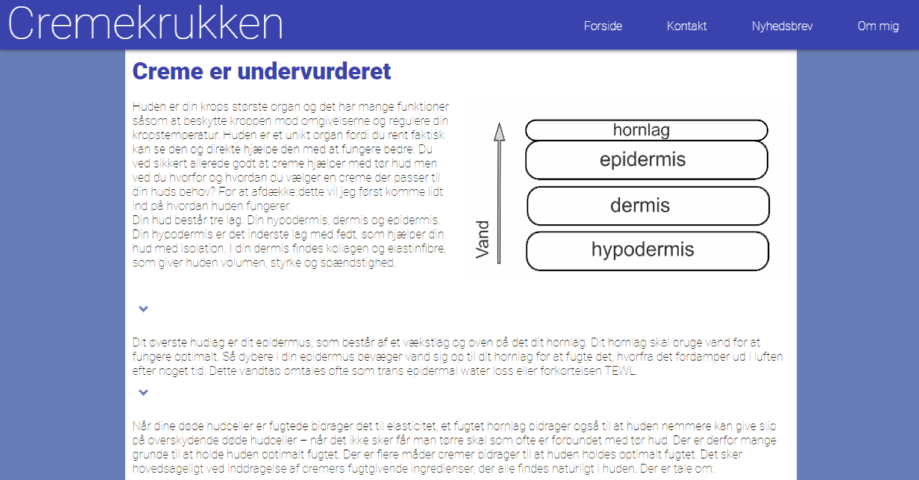 Cremekrukken
Forside
Kontakt
Nyhedsbrev
Om mig
Creme er undervurderet
Huden er din krops største organ og det har mange funktioner
såsom at beskytte kroppen mod omgivelserne og regulere din
kropstemperatur. Huden er et unikt organ fordi du rent faktisk
kan se den og direkte hjælpe den med at fungere bedre. Du
ved sikkert allerede godt at creme hjælper med tør hud men
ved du hvorfor og hvordan du vælger en creme der passer til
din huds behov? For at afdække dette vil jeg først komme lidt
ind på hvordan huden fungerer.
Din hud består tre lag. Din hypodermis, dermis og epidermis.
Din hypodermis er det inderste lag med fedt, som hjælper din
hud med isolation. I din dermis findes kollagen og elastinfibre,
som giver huden volumen, styrke og spændstighed.
Vand
hornlag
epidermis
dermis
hypodermis
Dit øverste hudlag er dit epidermus, som består af et vækstlag og oven på det dit hornlag. Dit hornlag skal bruge vand for at
fungere optimalt. Så dybere i din epidermus bevæger vand sig op til dit hornlag for at fugte det, hvorfra det fordamper ud i luften
efter noget tid. Dette vandtab omtales ofte som trans epidermal water loss eller forkortelsen TEWL.
Når dine døde hudceller er fugtede bidrager det til elasticitet, et fugtet hornlag bidrager også til at huden nemmere kan give slip
på overskydende døde hudceller – når det ikke sker får man tørre skal som ofte er forbundet med tør hud. Der er derfor mange
grunde til at holde huden optimalt fugtet. Der er flere måder cremer bidrager til at huden holdes optimalt fugtet. Det sker
hovedsageligt ved inddragelse af cremers fugtgivende ingredienser, der alle findes naturligt i huden. Der er tale om: